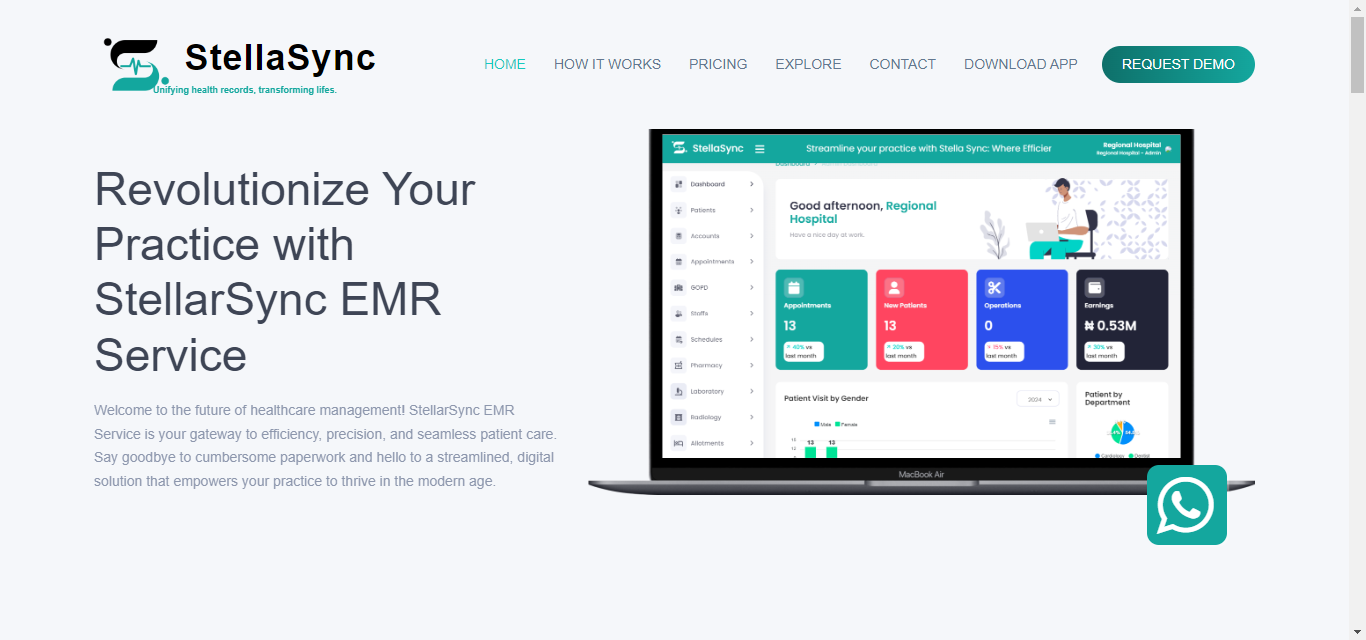 StellaSync
Unifying health records, transforming lifes.
HOME
HOW IT WORKS
PRICING
EXPLORE
CONTACT
DOWNLOAD APP
REQUEST DEMO
Revolutionize Your
Practice with
StellarSync EMR
Service
Welcome to the future of healthcare management! StellarSync EMR
Service is your gateway to efficiency, precision, and seamless patient care.
Say goodbye to cumbersome paperwork and hello to a streamlined, digital
solution that empowers your practice to thrive in the modern age.
StellaSync
Streamline your practice with Stella Sync: Where Efficier
Regional Hospital
Regional Hospital - Admin
Dashboard
Patients
Accounts
Appointments
GOPD
Staffs
Schedules
Pharmacy
Laboratory
Radiology
Allotments
Good afternoon, Regional
Hospital
Have a nice day at work.
Appointments
13
40% vs
last month
New Patients
13
20% vs
last month
Operations
0
15% vs
last month
Earnings
₦ 0.53M
30% vs
last month
Patient Visit by Gender
2024
Male Female
15
13 13
12
Patient by
Department
Cardiology Dental
MacBook Air